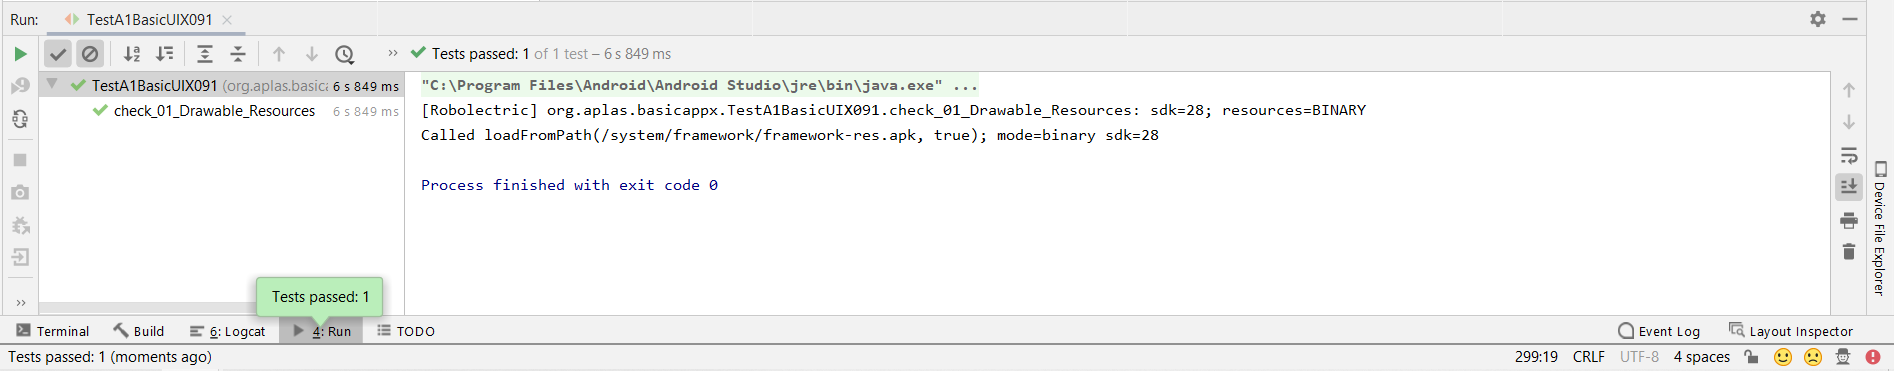 Run: TestA1BasicUIX091
Tests passed: 1 of 1 test – 6 s 849 ms
TestA1BasicUIX091 (org.aplas.basica 6 s 849 ms
check_01_Drawable_Resources 6 s 849 ms
"C:\Program Files\Android\Android Studio\jre\bin\java.exe" ...
[Robolectric] org.aplas.basicappx.TestA1BasicUIX091.check_01_Drawable_Resources: sdk=28; resources=BINARY
Called loadFromPath(/system/framework/framework-res.apk, true); mode=binary sdk=28
Process finished with exit code 0
Device File Explorer
Tests passed: 1
Terminal Build 6: Logcat 4: Run TODO Event Log Layout Inspector
Tests passed: 1 (moments ago) 299:19 CRLF UTF-8 4 spaces